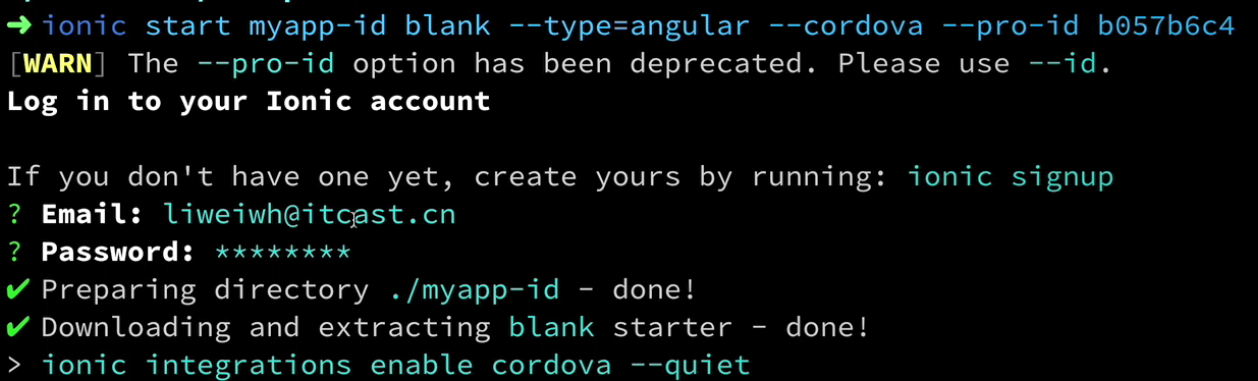 ➜ ionic start myapp-id blank --type=angular --cordova --pro-id b057b6c4
[WARN] The --pro-id option has been deprecated. Please use --id.
Log in to your Ionic account
If you don't have one yet, create yours by running: ionic signup
? Email: liweiwh@itcast.cn
? Password: ********
✔ Preparing directory ./myapp-id - done!
✔ Downloading and extracting blank starter - done!
> ionic integrations enable cordova --quiet